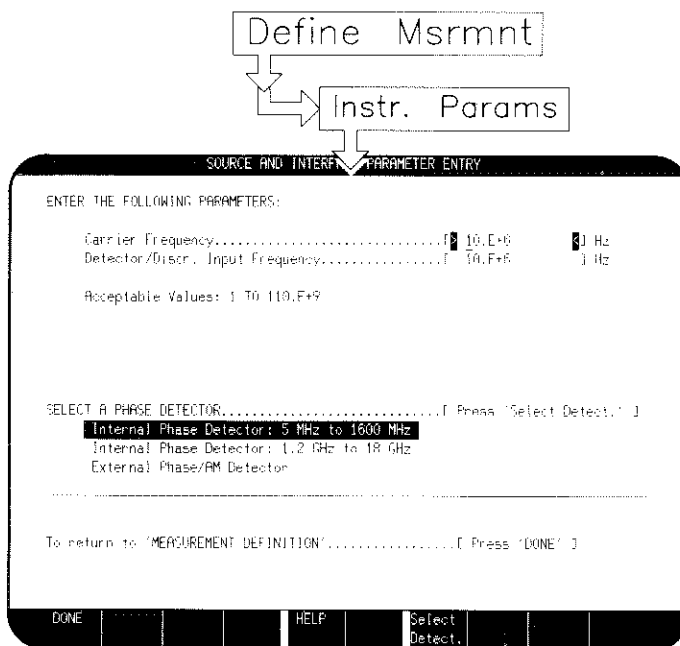 Define Msrmnt
Instr. Params
SOURCE AND INTERF PARAMETER ENTRY
ENTER THE FOLLOWING PARAMETERS:
Carrier Frequency..............................[> 10.E+6 <] Hz
Detector/Discr. Input Frequency................[ 10.E+6 ] Hz
Acceptable Values: 1 TO 110.E+9
SELECT A PHASE DETECTOR..............................[ Press 'Select Detect.' ]
Internal Phase Detector: 5 MHz to 1600 MHz
Internal Phase Detector: 1.2 GHz to 18 GHz
External Phase/AM Detector
To return to 'MEASUREMENT DEFINITION'..................[ Press 'DONE' ]
DONE HELP Select
Detect.